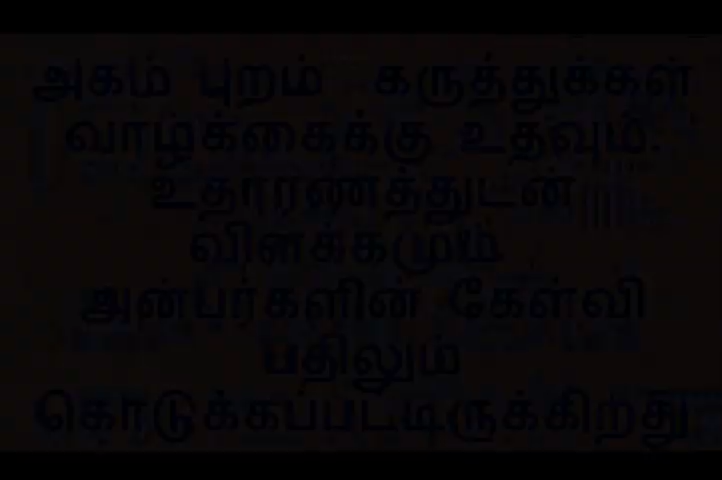 அகம் புறம் கருத்துக்கள்
வாழ்க்கைக்கு உதவும்.
உதாரணத்துடன்
விளக்கமும்
அன்பர்களின் கேள்வி
பதிலும்
கொடுக்கப்பட்டிருக்கிறது